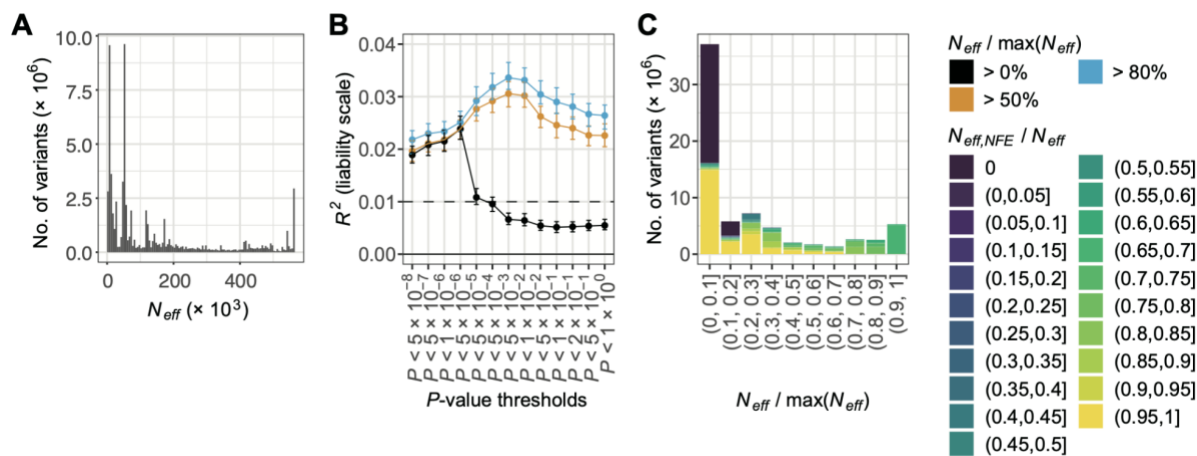 A
No. of variants (× 10⁶)
10.0
7.5
5.0
2.5
0.0
0
200
400
N_eff (× 10³)
B
R² (liability scale)
0.04
0.03
0.02
0.01
0.00
P < 5 × 10⁻⁸
P < 5 × 10⁻⁷
P < 1 × 10⁻⁶
P < 5 × 10⁻⁶
P < 5 × 10⁻⁵
P < 5 × 10⁻⁴
P < 5 × 10⁻³
P < 1 × 10⁻²
P < 5 × 10⁻²
P < 1 × 10⁻¹
P < 2 × 10⁻¹
P < 5 × 10⁻¹
P < 1 × 10⁰
P-value thresholds
C
No. of variants (× 10⁶)
30
20
10
0
(0, 0.1]
(0.1, 0.2]
(0.2, 0.3]
(0.3, 0.4]
(0.4, 0.5]
(0.5, 0.6]
(0.6, 0.7]
(0.7, 0.8]
(0.8, 0.9]
(0.9, 1]
N_eff / max(N_eff)
N_eff / max(N_eff)
> 0%
> 50%
> 80%
N_eff,NFE / N_eff
0
(0,0.05]
(0.05,0.1]
(0.1,0.15]
(0.15,0.2]
(0.2,0.25]
(0.25,0.3]
(0.3,0.35]
(0.35,0.4]
(0.4,0.45]
(0.45,0.5]
(0.5,0.55]
(0.55,0.6]
(0.6,0.65]
(0.65,0.7]
(0.7,0.75]
(0.75,0.8]
(0.8,0.85]
(0.85,0.9]
(0.9,0.95]
(0.95,1]